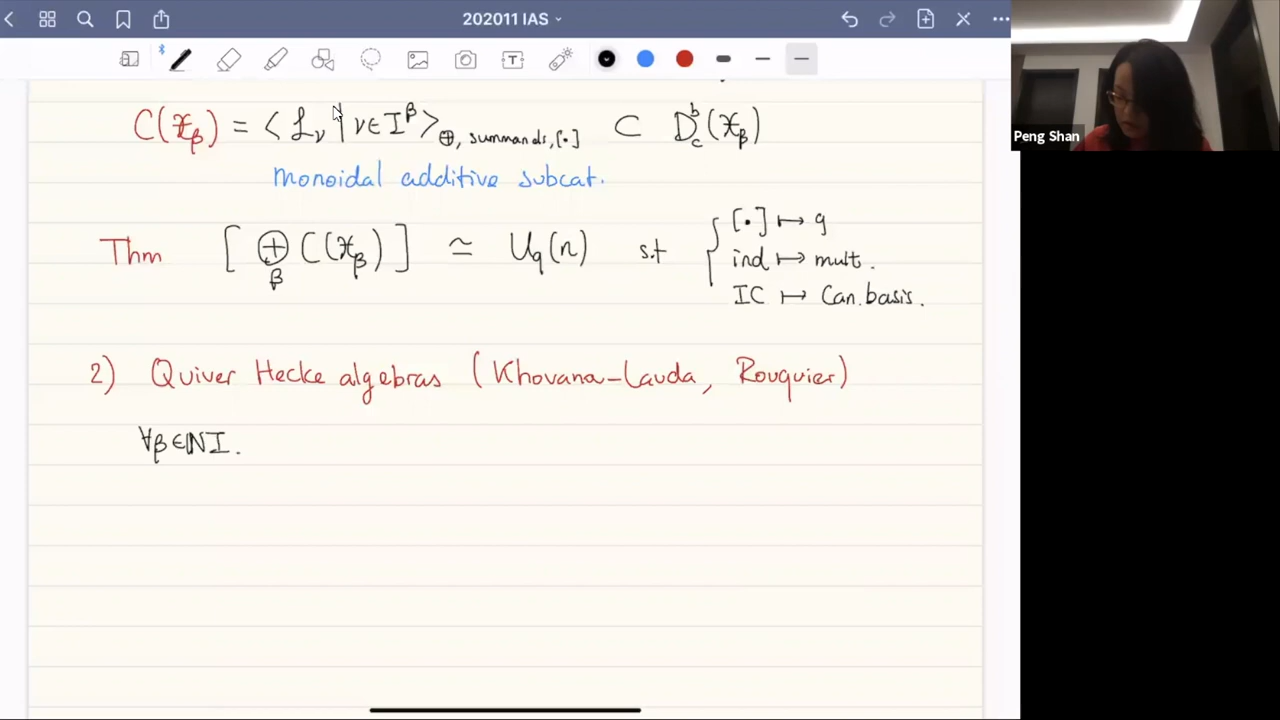 202011 IAS
Peng Shan
C(𝔛_β) = ⟨ ℒ_ν | ν ∈ I^β ⟩_{⊕, summands, [•]} ⊂ D^b_c(𝔛_β)
monoidal additive subcat.
Thm [ ⊕_β C(𝔛_β) ] ≃ U_q(n) s.t { [•] ↦ q
ind ↦ mult.
IC ↦ Can. basis.
2) Quiver Hecke algebras (Khovana-Lauda, Rouquier)
∀β∈ℕI.